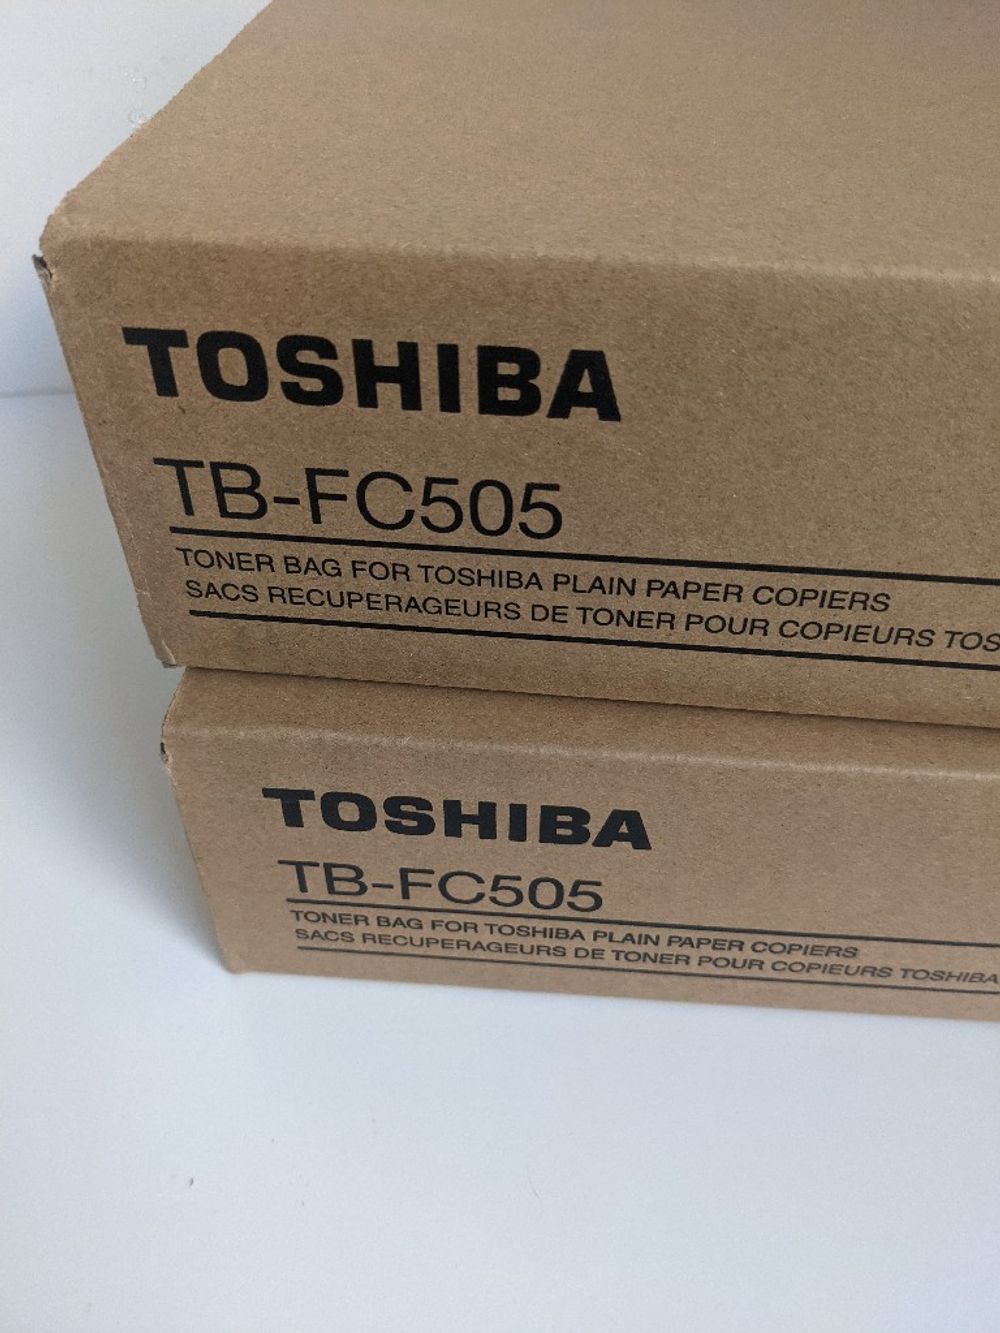 TOSHIBA
TB-FC505
TONER BAG FOR TOSHIBA PLAIN PAPER COPIERS
SACS RECUPERAGEURS DE TONER POUR COPIEURS TOS
TOSHIBA
TB-FC505
TONER BAG FOR TOSHIBA PLAIN PAPER COPIERS
SACS RECUPERAGEURS DE TONER POUR COPIEURS TOSHIBA